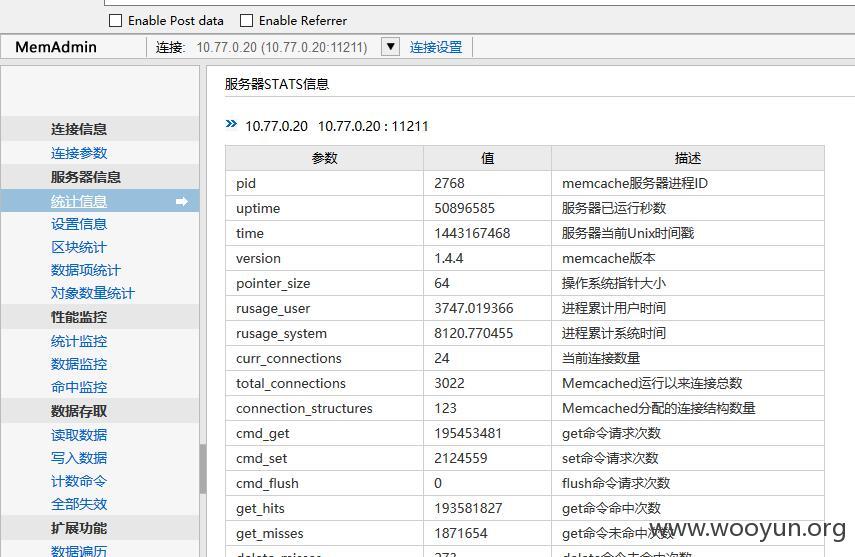 Enable Post data Enable Referrer
MemAdmin 连接: 10.77.0.20 (10.77.0.20:11211) 连接设置
服务器STATS信息
10.77.0.20 10.77.0.20 : 11211
连接信息
连接参数
服务器信息
统计信息
设置信息
区块统计
数据项统计
对象数量统计
性能监控
统计监控
数据监控
命中监控
数据存取
读取数据
写入数据
计数命令
全部失效
扩展功能
数据遍历
参数 值 描述
pid 2768 memcache服务器进程ID
uptime 50896585 服务器已运行秒数
time 1443167468 服务器当前Unix时间戳
version 1.4.4 memcache版本
pointer_size 64 操作系统指针大小
rusage_user 3747.019366 进程累计用户时间
rusage_system 8120.770455 进程累计系统时间
curr_connections 24 当前连接数量
total_connections 3022 Memcached运行以来连接总数
connection_structures 123 Memcached分配的连接结构数量
cmd_get 195453481 get命令请求次数
cmd_set 2124559 set命令请求次数
cmd_flush 0 flush命令请求次数
get_hits 193581827 get命令命中次数
get_misses 1871654 get命令未命中次数
delete_misses 273 delete命令未命中次数
www.wooyun.org